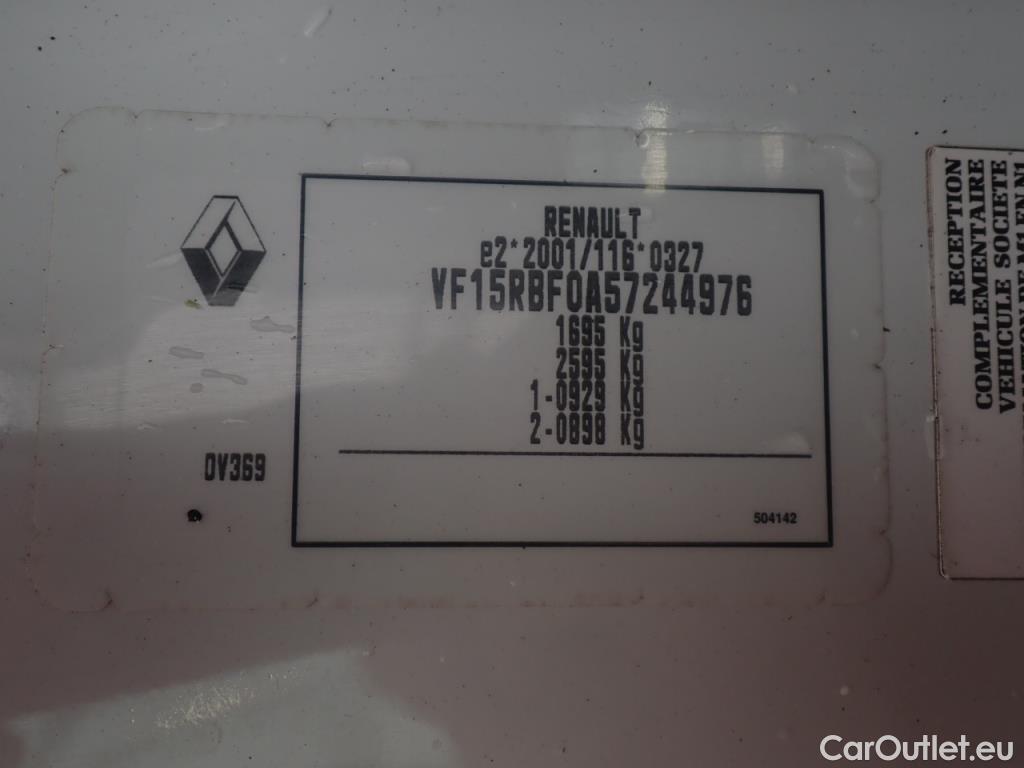 RENAULT
e2*2001/116*0327
VF15RBF0A57244976
1695 Kg
2595 Kg
1-0929 Kg
2-0898 Kg
0V369
504142
RECEPTION
COMPLEMENTAIRE
VEHICULE SOCIETE
CarOutlet.eu